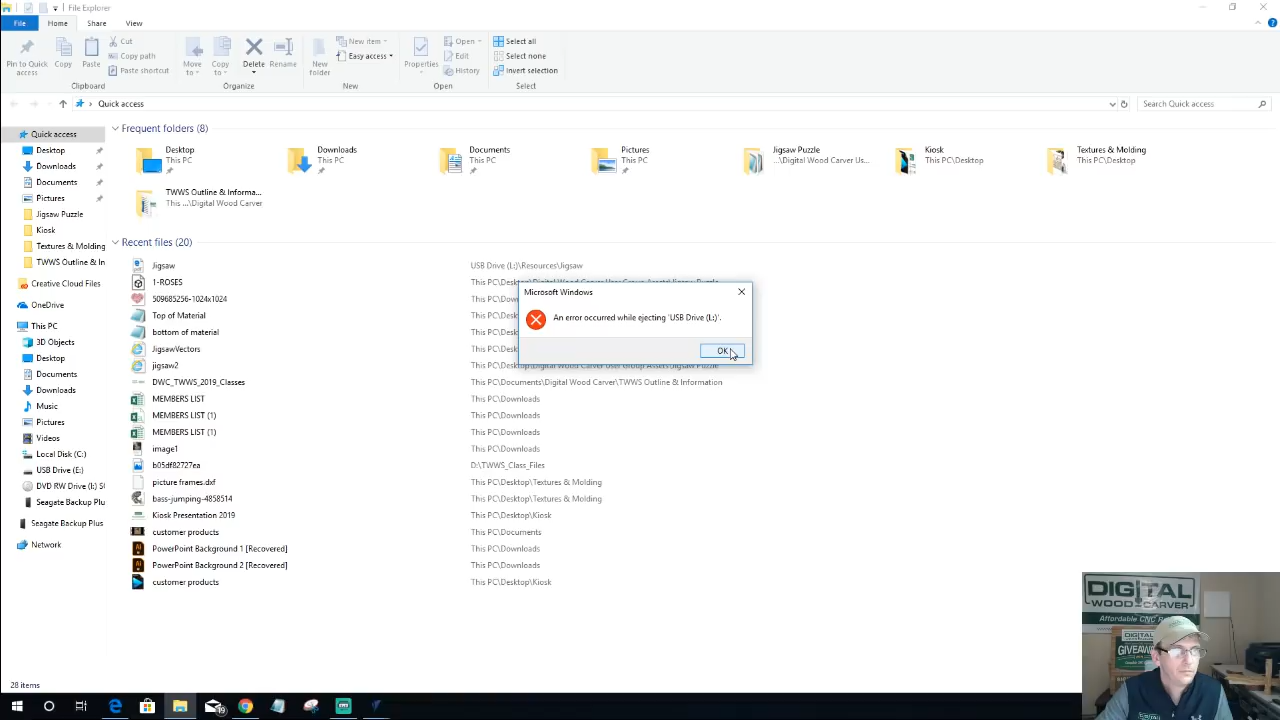 File Explorer
File Home Share View
Pin to Quick access
Copy
Paste
Cut
Copy path
Paste shortcut
Clipboard
Move to
Copy to
Delete
Rename
Organize
New folder
New item
Easy access
New
Properties
Open
Edit
History
Open
Select all
Select none
Invert selection
Select
Quick access
Search Quick access
Quick access
Desktop
Downloads
Documents
Pictures
Jigsaw Puzzle
Kiosk
Textures & Molding
TWWS Outline & In
Creative Cloud Files
OneDrive
This PC
3D Objects
Desktop
Documents
Downloads
Music
Pictures
Videos
Local Disk (C:)
USB Drive (E:)
DVD RW Drive (I:) S
Seagate Backup Plu
Seagate Backup Plus
Network
Frequent folders (8)
Desktop
This PC
Downloads
This PC
Documents
This PC
Pictures
This PC
Jigsaw Puzzle
...\Digital Wood Carver Us...
Kiosk
This PC\Desktop
Textures & Molding
This PC\Desktop
TWWS Outline & Informa...
This ...\Digital Wood Carver
Recent files (20)
Jigsaw USB Drive (L:)\Resources\Jigsaw
1-ROSES
509685256-1024x1024
Top of Material
bottom of material
JigsawVectors
jigsaw2
DWC_TWWS_2019_Classes This PC\Documents\Digital Wood Carver\TWWS Outline & Information
MEMBERS LIST This PC\Downloads
MEMBERS LIST (1) This PC\Downloads
MEMBERS LIST (1) This PC\Downloads
image1 This PC\Downloads
b05df82727ea D:\TWWS_Class_Files
picture frames.dxf This PC\Desktop\Textures & Molding
bass-jumping-4858514 This PC\Desktop\Textures & Molding
Kiosk Presentation 2019 This PC\Desktop\Kiosk
customer products This PC\Documents
PowerPoint Background 1 [Recovered] This PC\Downloads
PowerPoint Background 2 [Recovered] This PC\Downloads
customer products This PC\Desktop\Kiosk
Microsoft Windows
An error occurred while ejecting 'USB Drive (L:)'.
OK
28 items
DIGITAL
WOOD CARVER
Affordable CNC R
DIGITAL
GIVEAW